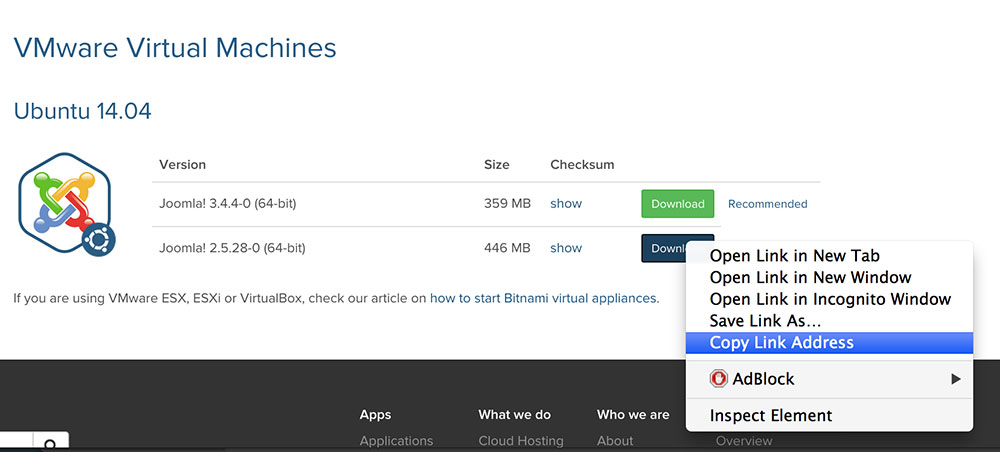 VMware Virtual Machines
Ubuntu 14.04
Version Size Checksum
Joomla! 3.4.4-0 (64-bit) 359 MB show Download Recommended
Joomla! 2.5.28-0 (64-bit) 446 MB show
If you are using VMware ESX, ESXi or VirtualBox, check our article on how to start Bitnami virtual appliances.
Open Link in New Tab
Open Link in New Window
Open Link in Incognito Window
Save Link As...
Copy Link Address
AdBlock
Inspect Element
Apps What we do Who we are
Applications Cloud Hosting About Overview